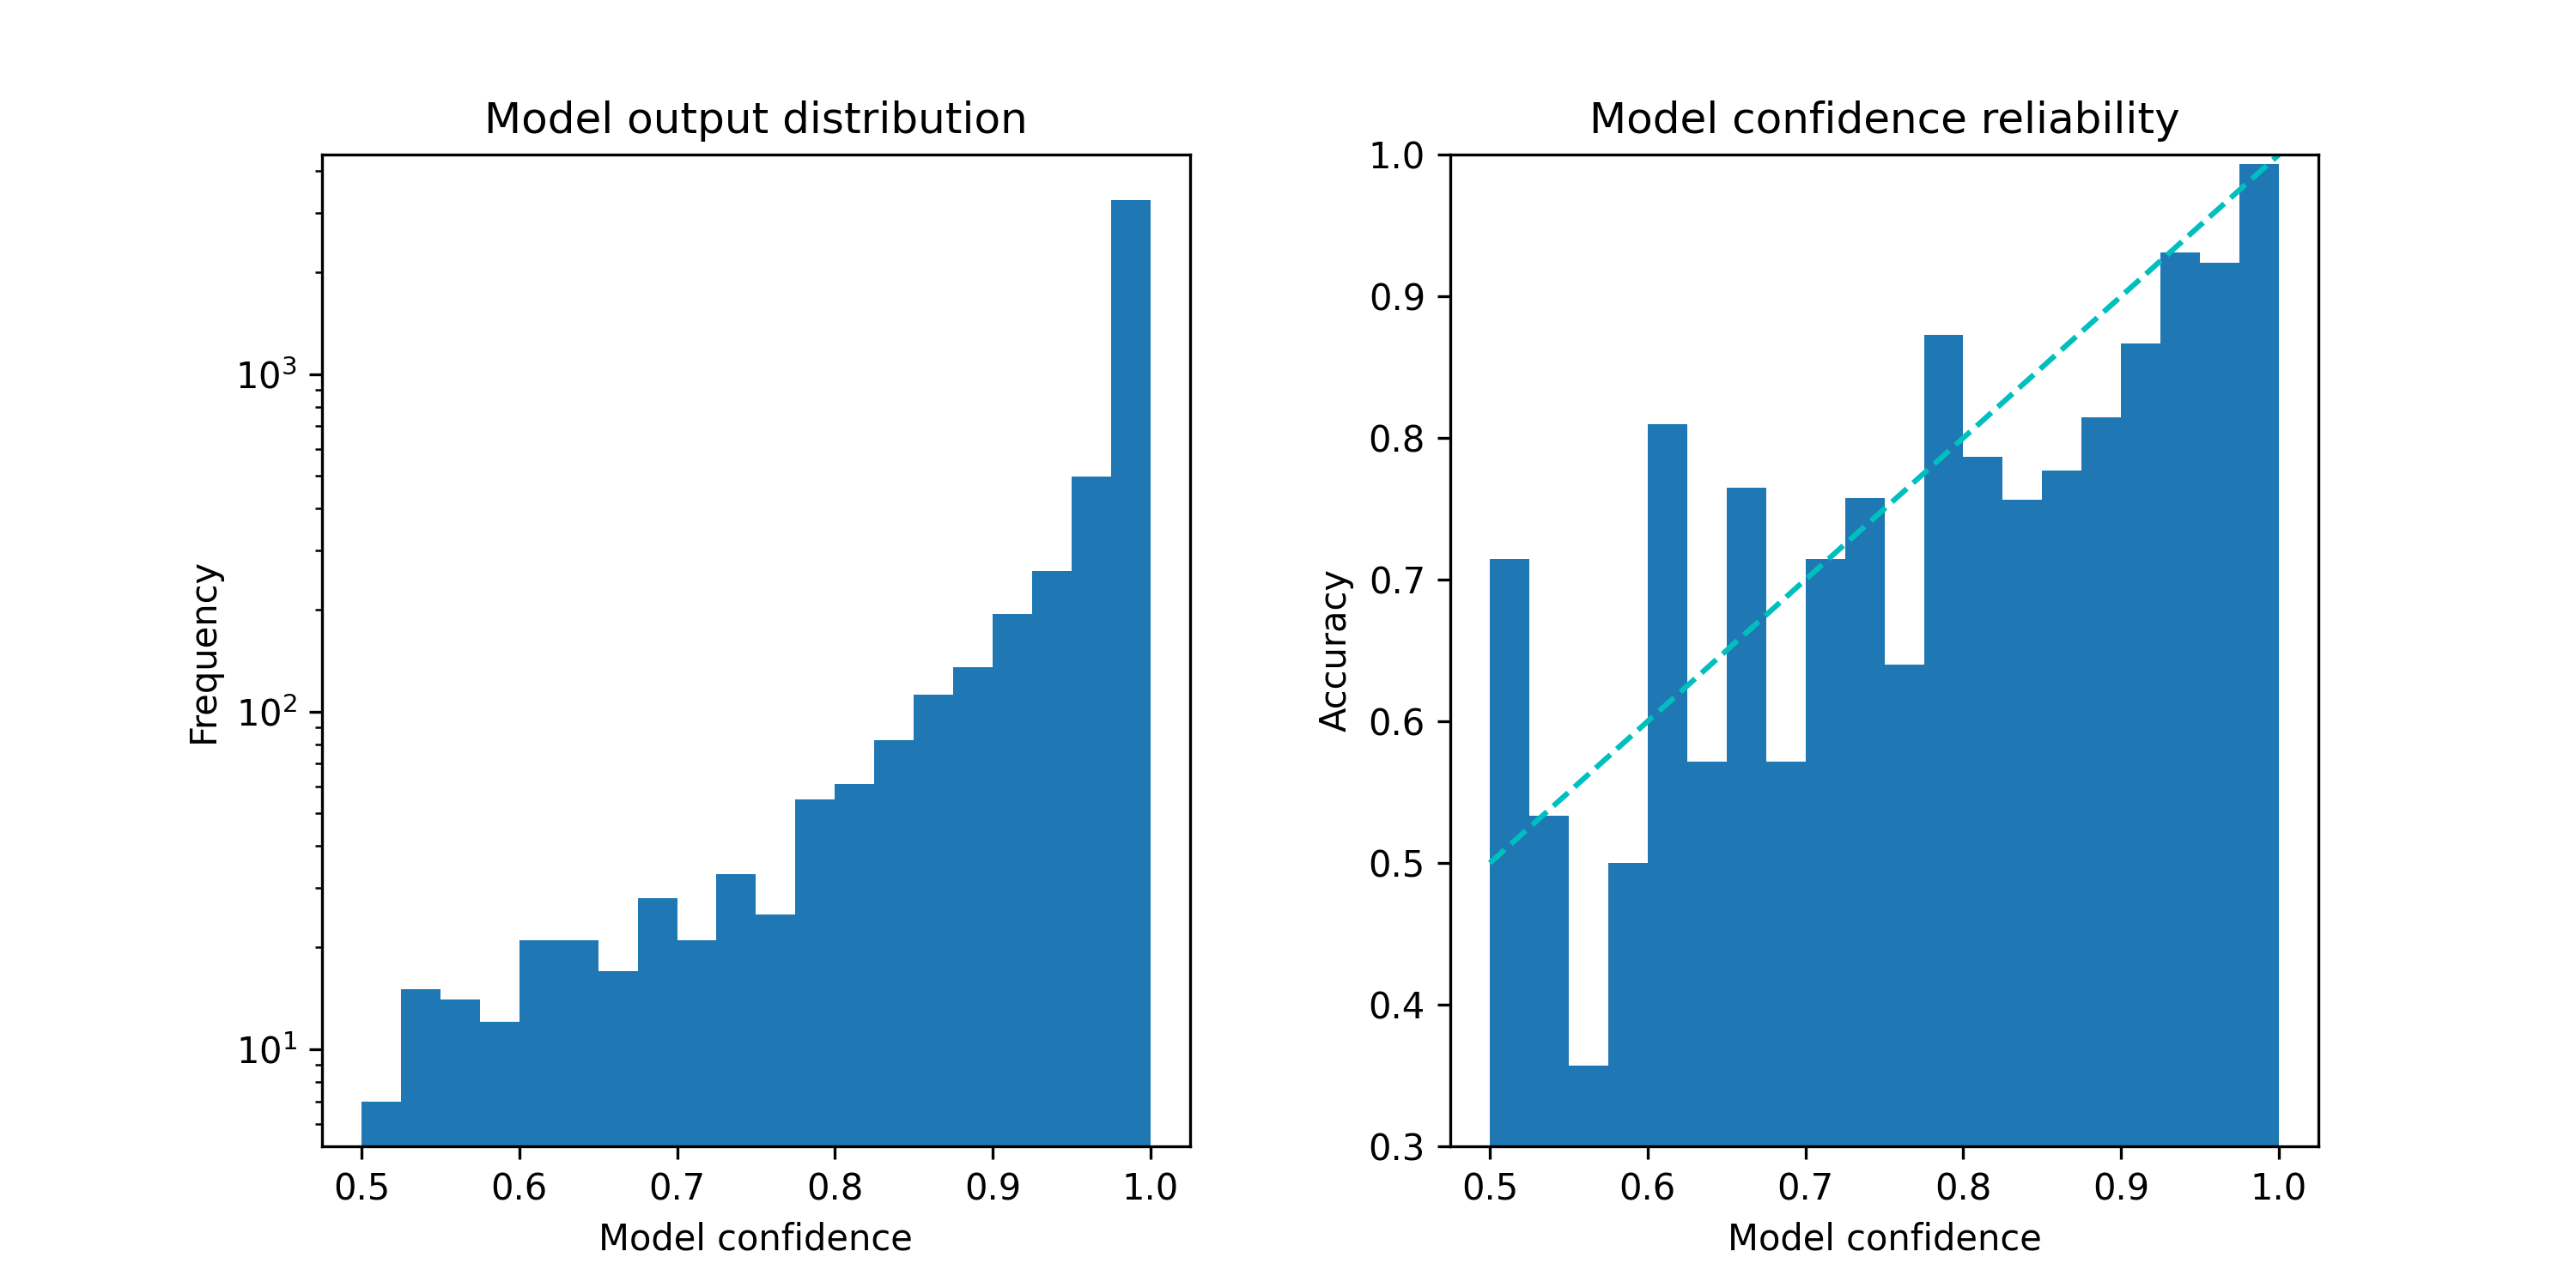 Model output distribution
Frequency
10³
10²
10¹
0.5 0.6 0.7 0.8 0.9 1.0
Model confidence
Model confidence reliability
Accuracy
1.0
0.9
0.8
0.7
0.6
0.5
0.4
0.3
0.5 0.6 0.7 0.8 0.9 1.0
Model confidence